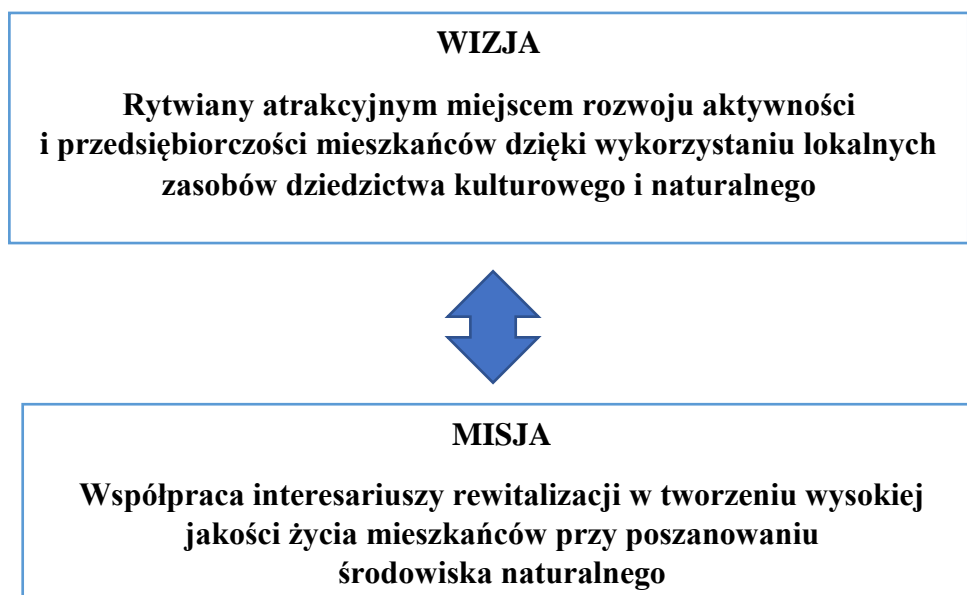 WIZJA
Rytwiany atrakcyjnym miejscem rozwoju aktywności
i przedsiębiorczości mieszkańców dzięki wykorzystaniu lokalnych
zasobów dziedzictwa kulturowego i naturalnego
MISJA
Współpraca interesariuszy rewitalizacji w tworzeniu wysokiej
jakości życia mieszkańców przy poszanowaniu
środowiska naturalnego